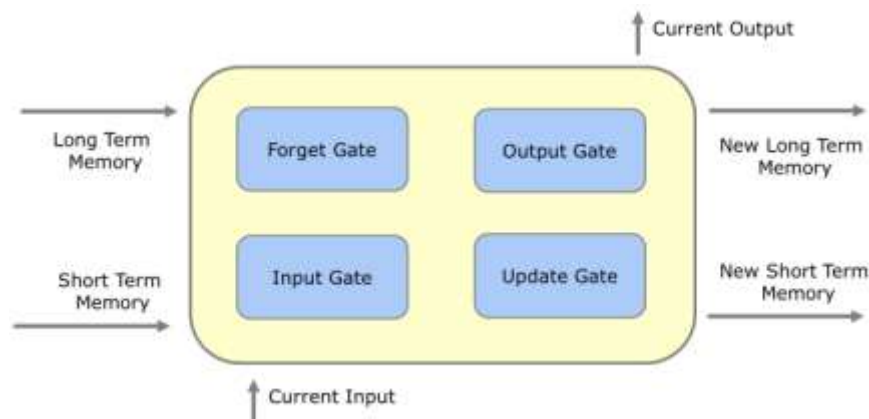 Current Output
Long Term
Memory
Forget Gate
Output Gate
New Long Term
Memory
Short Term
Memory
Input Gate
Update Gate
New Short Term
Memory
Current Input